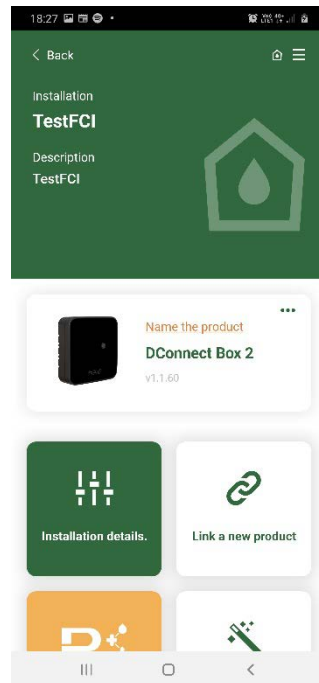 18:27
Back
Installation
TestFCI
Description
TestFCI
Name the product
DConnect Box 2
v1.1.60
Installation details.
Link a new product